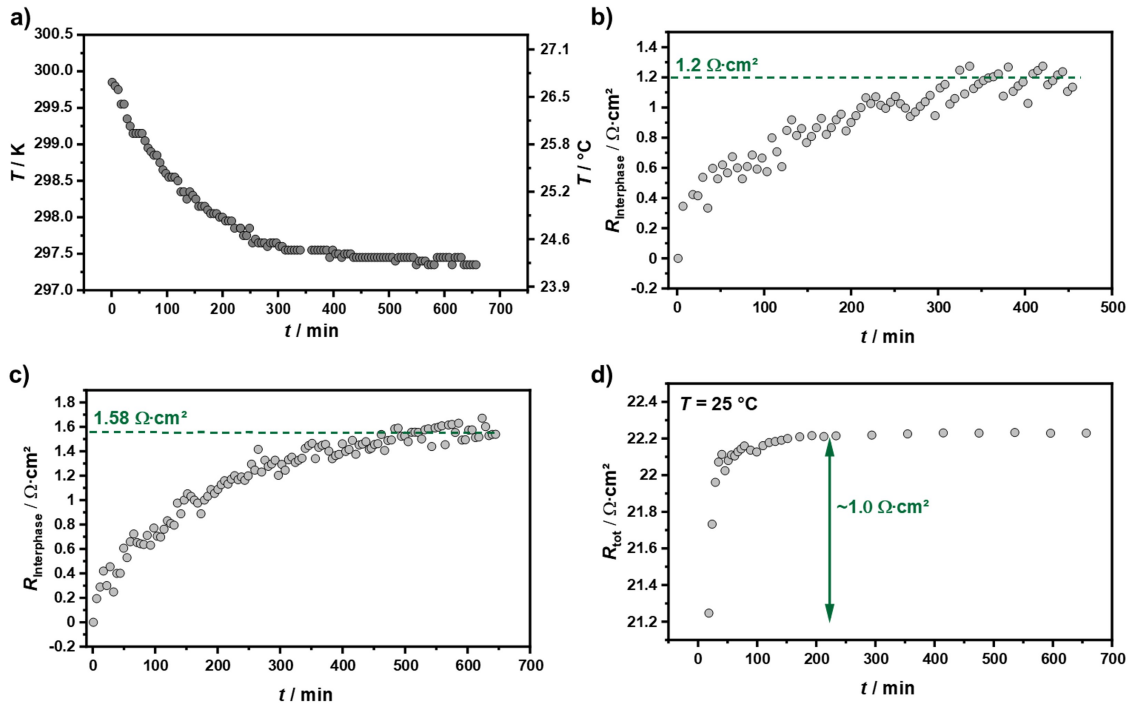 a)
300.5
300.0
299.5
299.0
298.5
298.0
297.5
297.0
T / K
27.1
26.5
25.8
25.2
24.6
23.9
T / °C
0 100 200 300 400 500 600 700
t / min
b)
1.4
1.2
1
0.8
0.6
0.4
0.2
0
-0.2
R_Interphase / Ω·cm²
1.2 Ω·cm²
0 100 200 300 400 500
t / min
c)
1.8
1.6
1.4
1.2
1
0.8
0.6
0.4
0.2
0
-0.2
R_Interphase / Ω·cm²
1.58 Ω·cm²
0 100 200 300 400 500 600 700
t / min
d)
22.4
22.2
22.0
21.8
21.6
21.4
21.2
R_tot / Ω·cm²
T = 25 °C
~1.0 Ω·cm²
0 100 200 300 400 500 600 700
t / min